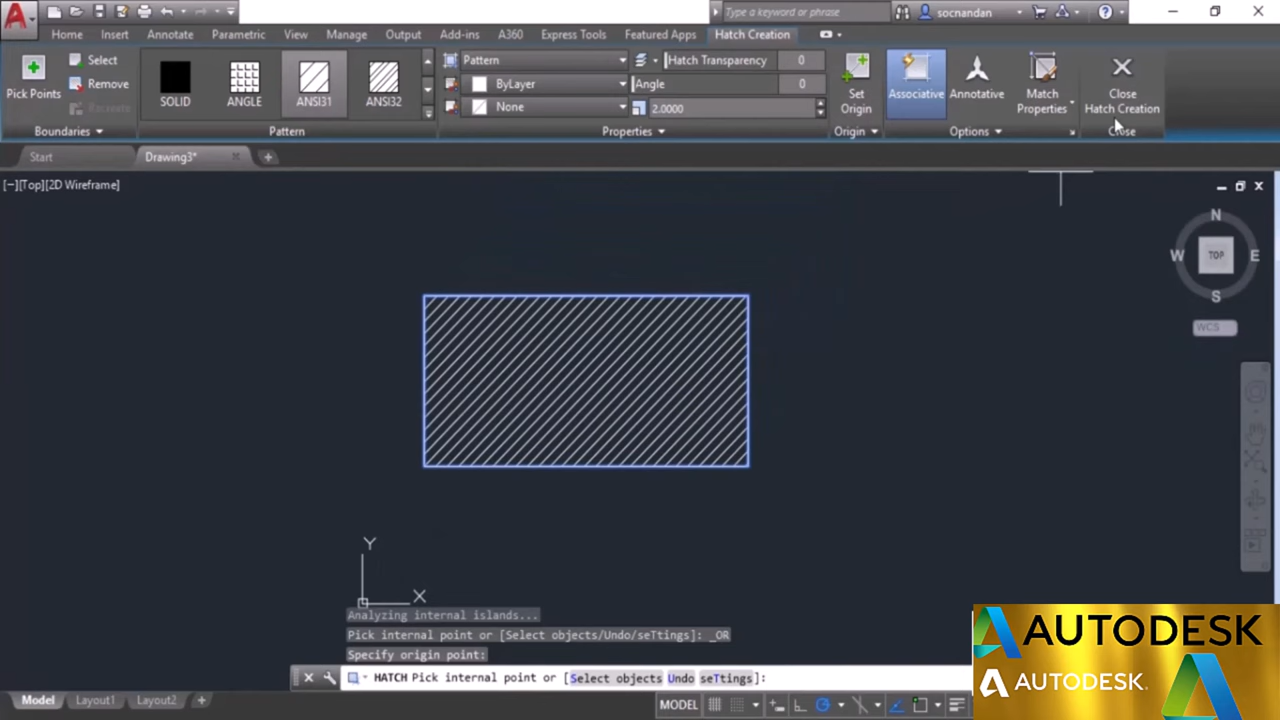 Type a keyword or phrase
socnandan
Home Insert Annotate Parametric View Manage Output Add-ins A360 Express Tools Featured Apps Hatch Creation
Pick Points
Select
Remove
Recreate
Boundaries
SOLID
ANGLE
ANSI31
ANSI32
Pattern
Pattern
ByLayer
None
Hatch Transparency 0
Angle 0
2.0000
Properties
Set
Origin
Origin
Associative
Annotative
Match
Properties
Options
Close
Hatch Creation
Close
Start
Drawing3*
[−][Top][2D Wireframe]
N
W TOP E
S
WCS
Y
X
Analyzing internal islands...
Pick internal point or [Select objects/Undo/seTtings]: _OR
Specify origin point:
HATCH Pick internal point or [Select objects Undo seTtings]:
Model Layout1 Layout2
MODEL
AUTODESK
AUTODESK.